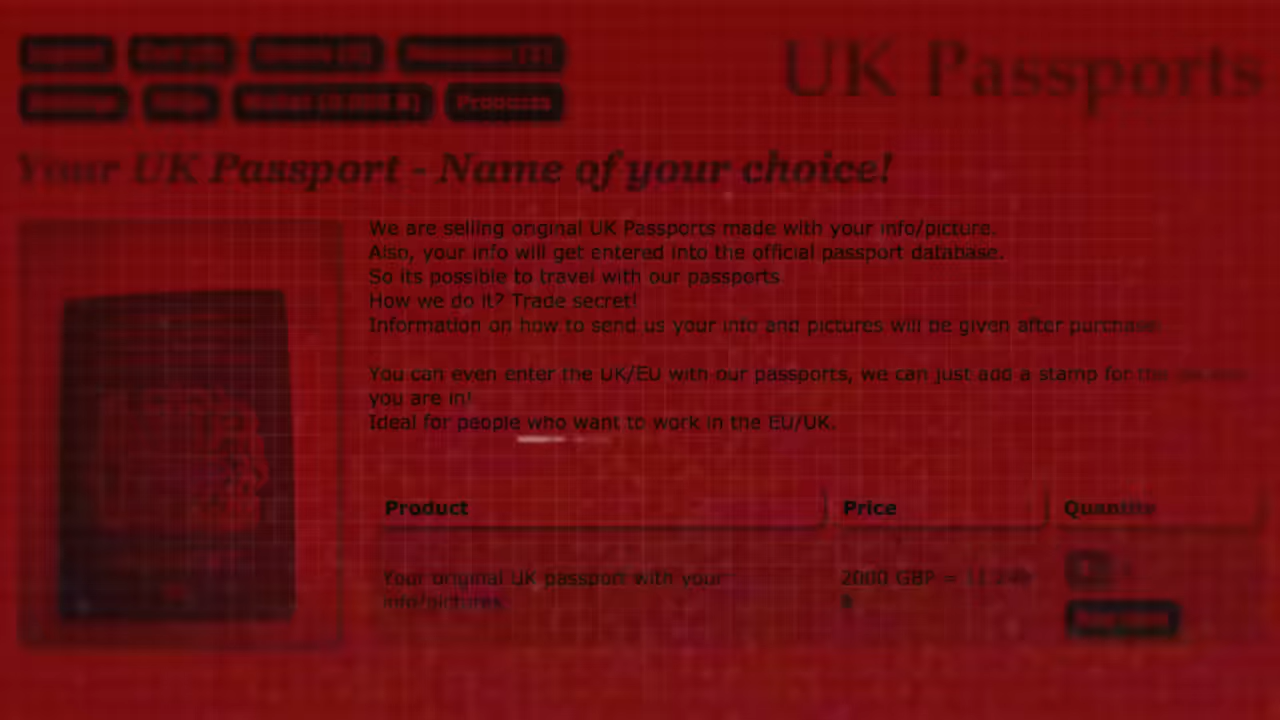 UK Passports
Products
Your UK Passport - Name of your choice!
We are selling original UK Passports made with your info/picture.
Also, your info will get entered into the official passport database.
So its possible to travel with our passports
How we do it? Trade secret!
Information on how to send us your info and pictures will be given after purchase
You can even enter the UK/EU with our passports, we can just add a stamp for the
you are in!
Ideal for people who want to work in the EU/UK.
Product Price Quantity
Your original UK passport with your 2000 GBP =
info/pictures